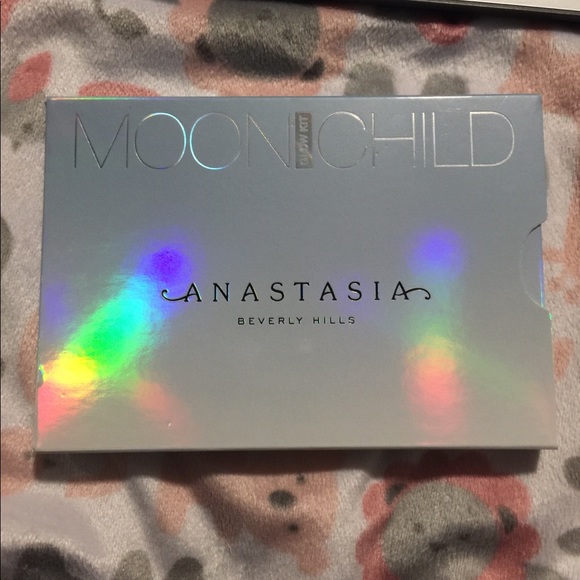 MOON GLOW KIT CHILD
ANASTASIA
BEVERLY HILLS